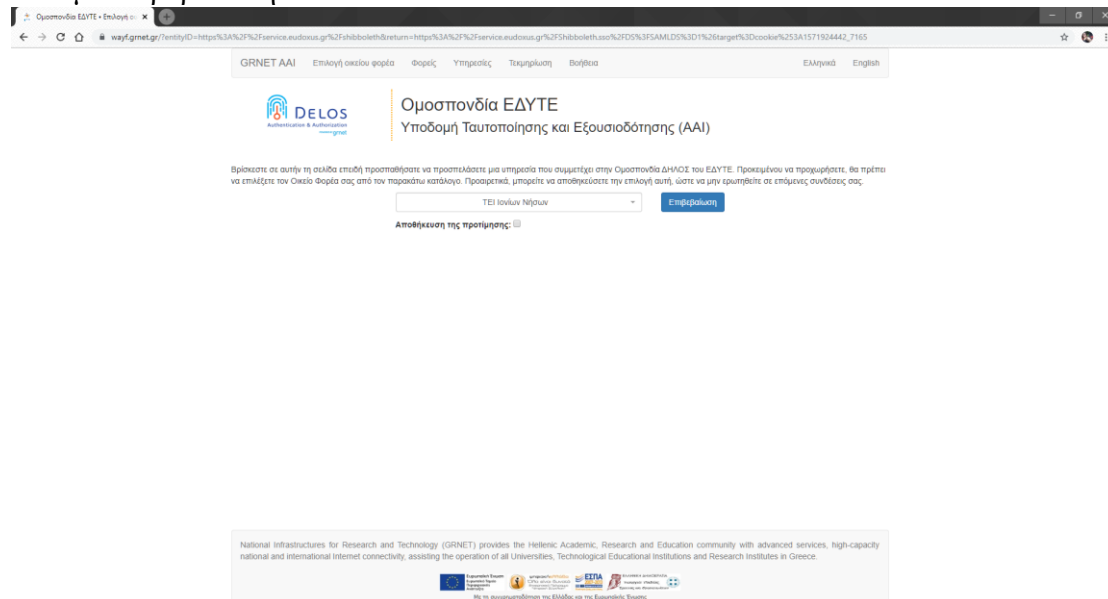 Ομοσπονδία ΕΔΥΤΕ • Επιλογή οι
wayf.grnet.gr/?entityID=https%3A%2F%2Fservice.eudoxus.gr%2Fshibboleth&return=https%3A%2F%2Fservice.eudoxus.gr%2FShibboleth.sso%2FDS%3FSAMLDS%3D1%26target%3Dcookie%253A1571924442_7165
GRNET AAI Επιλογή οικείου φορέα Φορείς Υπηρεσίες Τεκμηρίωση Βοήθεια Ελληνικά English
DELOS
Authentication & Authorization
grnet
Ομοσπονδία ΕΔΥΤΕ
Υποδομή Ταυτοποίησης και Εξουσιοδότησης (ΑΑΙ)
Βρίσκεστε σε αυτήν τη σελίδα επειδή προσπαθήσατε να προσπελάσετε μια υπηρεσία που συμμετέχει στην Ομοσπονδία ΔΗΛΟΣ του ΕΔΥΤΕ. Προκειμένου να προχωρήσετε, θα πρέπει
να επιλέξετε τον Οικείο Φορέα σας από τον παρακάτω κατάλογο. Προαιρετικά, μπορείτε να αποθηκεύσετε την επιλογή αυτή, ώστε να μην ερωτηθείτε σε επόμενες συνδέσεις σας.
ΤΕΙ Ιονίων Νήσων Επιβεβαίωση
Αποθήκευση της προτίμησης:
National Infrastructures for Research and Technology (GRNET) provides the Hellenic Academic, Research and Education community with advanced services, high-capacity
national and international Internet connectivity, assisting the operation of all Universities, Technological Educational Institutions and Research Institutes in Greece.
ΕΣΠΑ
Με τη συγχρηματοδότηση της Ελλάδας και της Ευρωπαϊκής Ένωσης